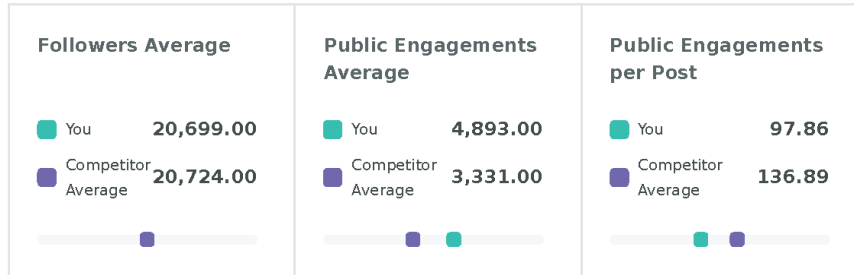 Followers Average
You 20,699.00
Competitor
Average 20,724.00
Public Engagements
Average
You 4,893.00
Competitor
Average 3,331.00
Public Engagements
per Post
You 97.86
Competitor
Average 136.89